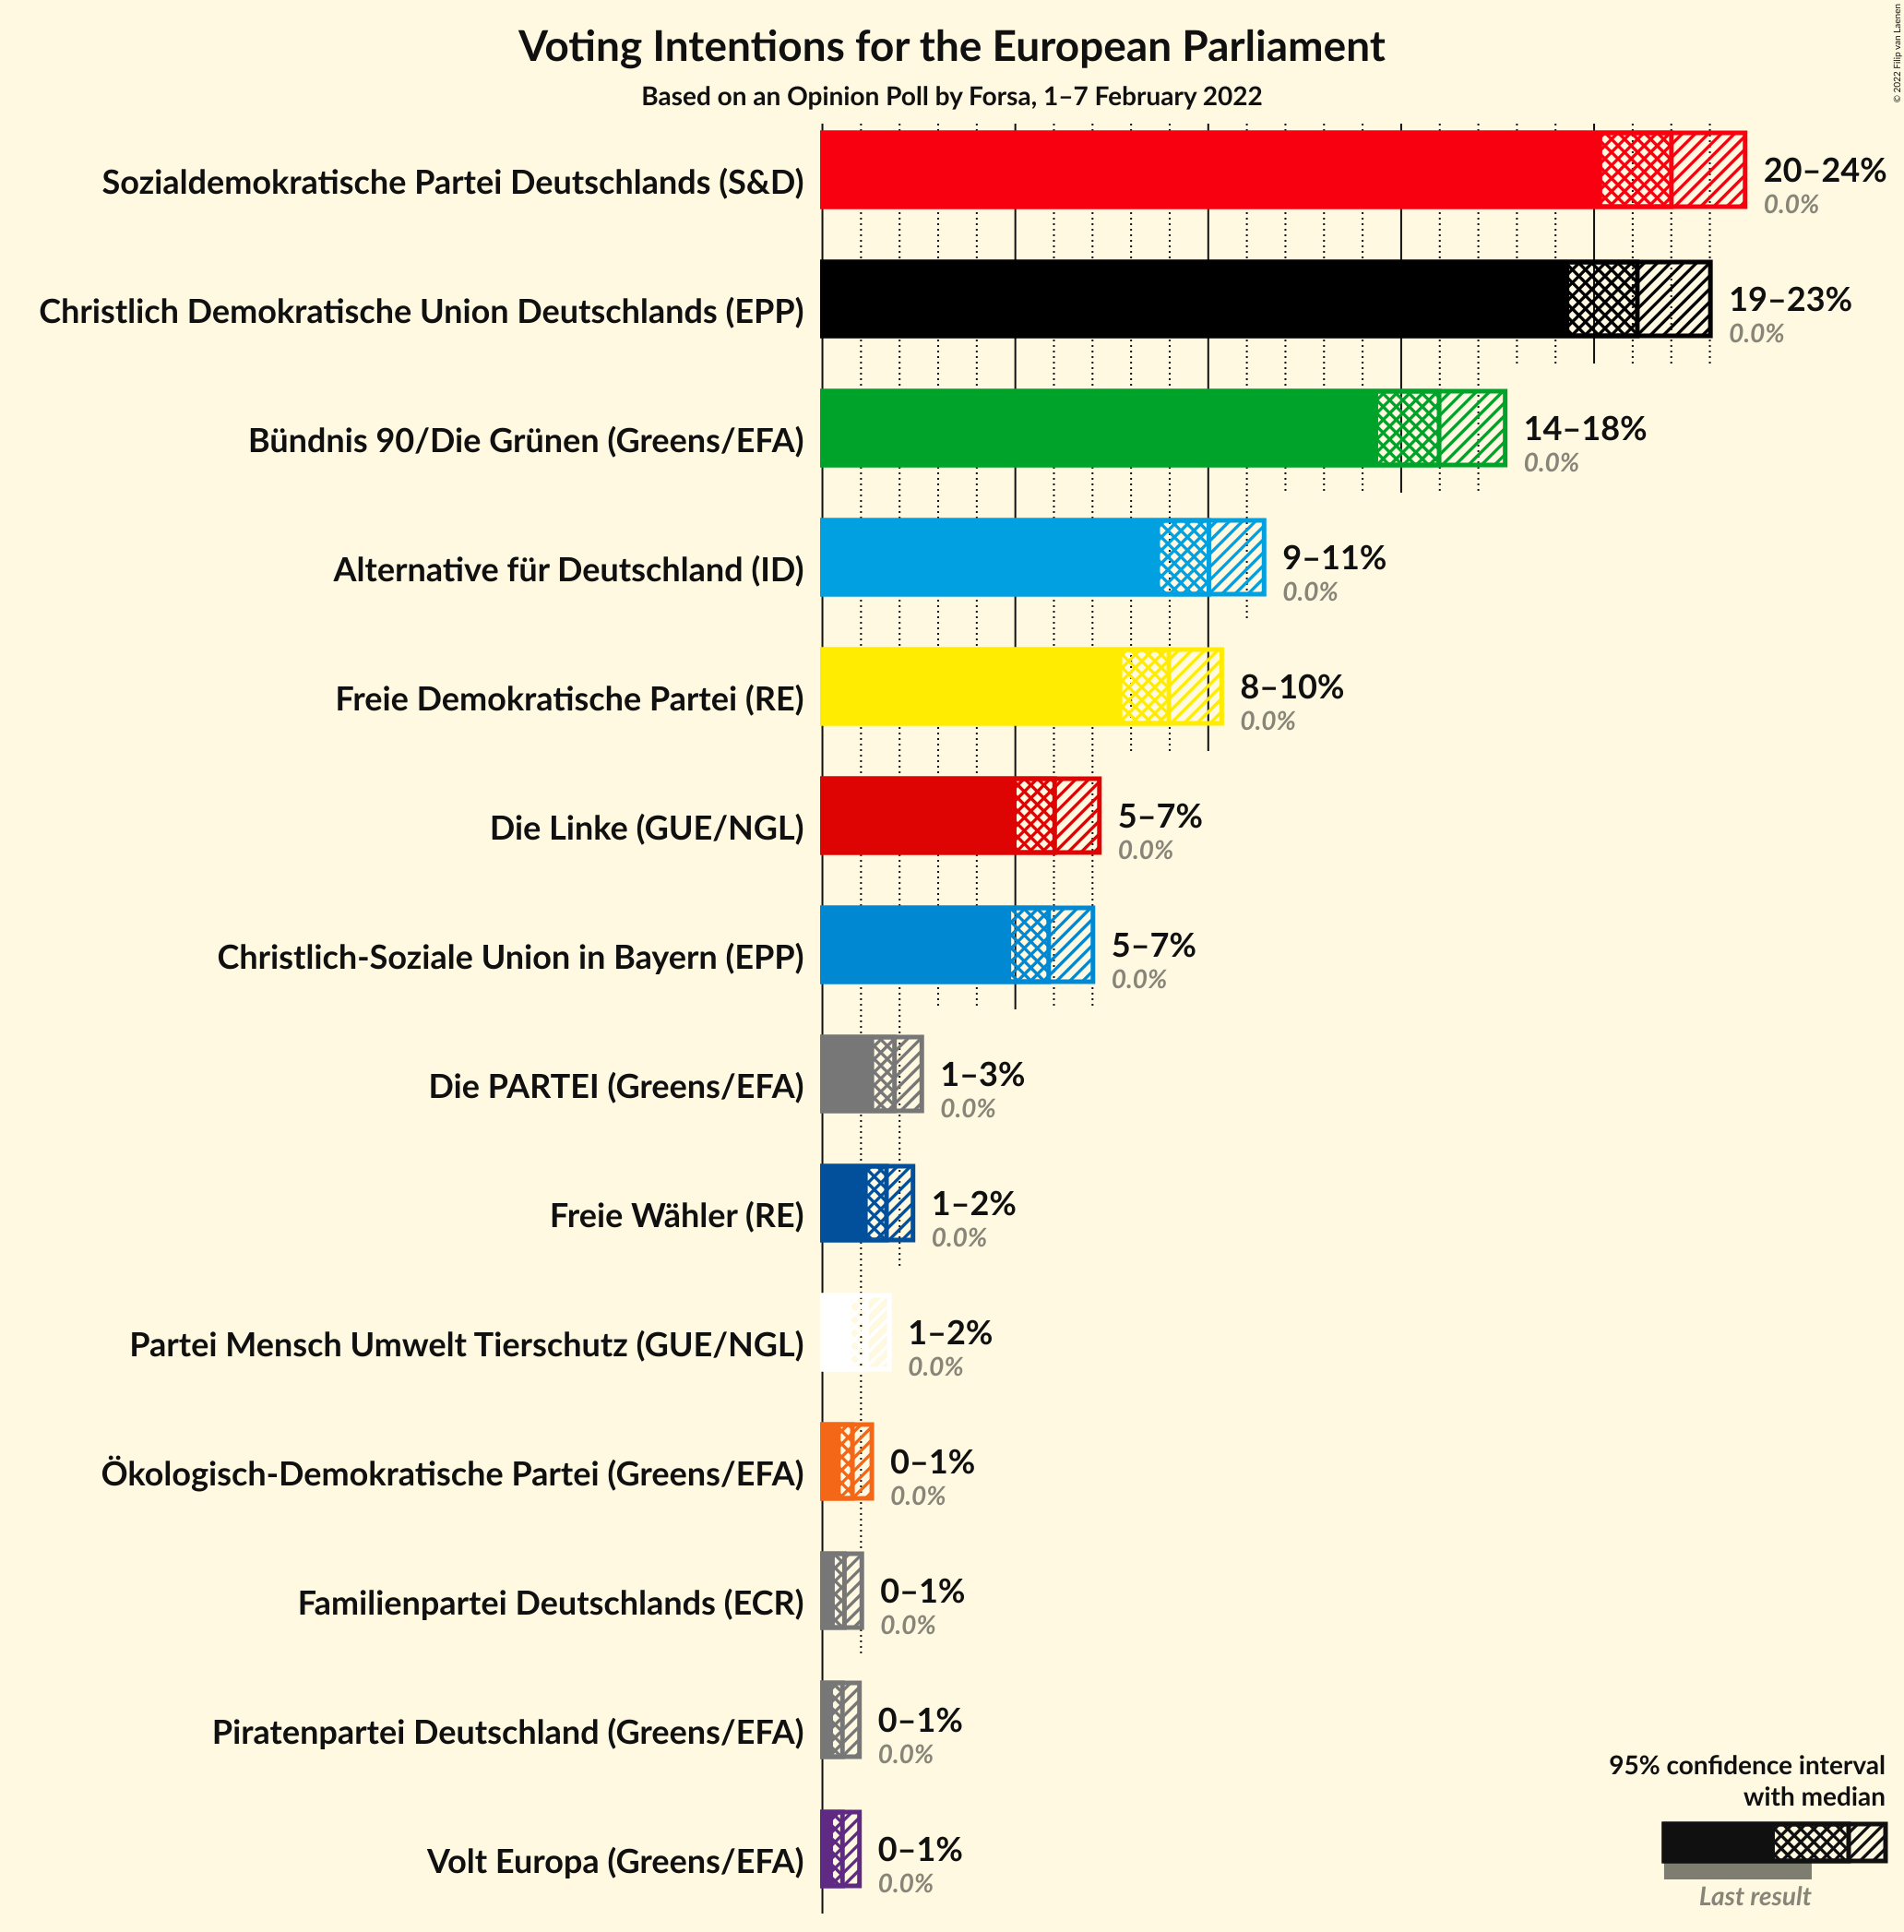 © 2022 Filip van Laenen
Voting Intentions for the European Parliament
Based on an Opinion Poll by Forsa, 1–7 February 2022
Sozialdemokratische Partei Deutschlands (S&D)
20–24%
0.0%
Christlich Demokratische Union Deutschlands (EPP)
19–23%
0.0%
Bündnis 90/Die Grünen (Greens/EFA)
14–18%
0.0%
Alternative für Deutschland (ID)
9–11%
0.0%
Freie Demokratische Partei (RE)
8–10%
0.0%
Die Linke (GUE/NGL)
5–7%
0.0%
Christlich-Soziale Union in Bayern (EPP)
5–7%
0.0%
Die PARTEI (Greens/EFA)
1–3%
0.0%
Freie Wähler (RE)
1–2%
0.0%
Partei Mensch Umwelt Tierschutz (GUE/NGL)
1–2%
0.0%
Ökologisch-Demokratische Partei (Greens/EFA)
0–1%
0.0%
Familienpartei Deutschlands (ECR)
0–1%
0.0%
Piratenpartei Deutschland (Greens/EFA)
0–1%
0.0%
Volt Europa (Greens/EFA)
0–1%
0.0%
95% confidence interval
with median
Last result